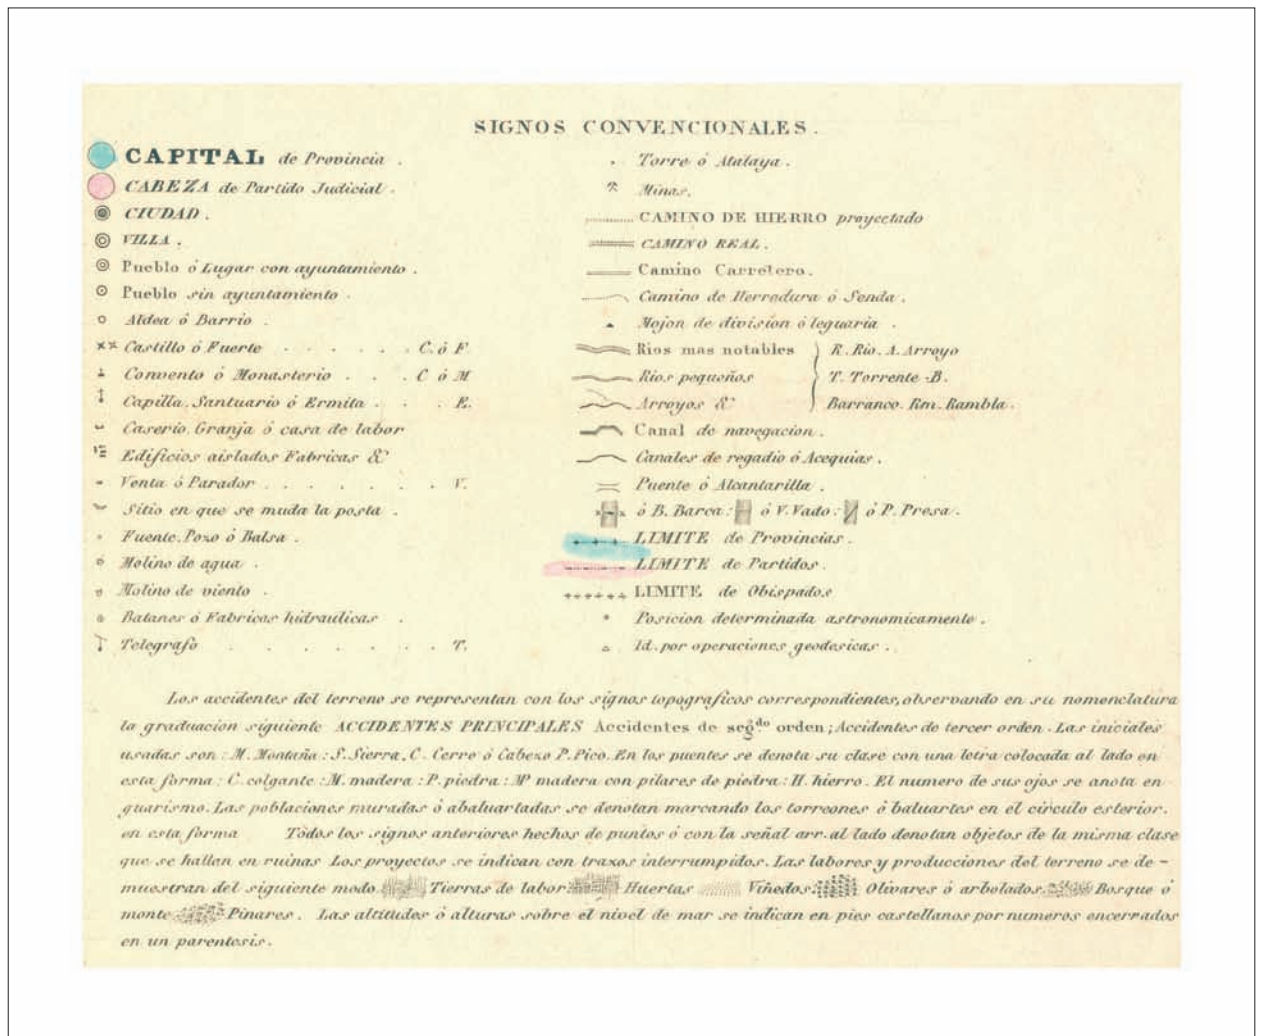 SIGNOS CONVENCIONALES.
CAPITAL de Provincia.
CABEZA de Partido Judicial.
CIUDAD.
VILLA.
Pueblo ó Lugar con ayuntamiento.
Pueblo sin ayuntamiento.
Aldea ó Barrio.
Castillo ó Fuerte . . . . . C. ó F.
Convento ó Monasterio . . . C ó M.
Capilla. Santuario ó Ermita . . . E.
Caserio. Granja ó casa de labor
Edificios aislados Fabricas &
Venta ó Parador . . . . . . . V.
Sitio en que se muda la posta.
Fuente. Pozo ó Balsa.
Molino de agua.
Molino de viento.
Batanes ó Fabricas hidraulicas.
Telegrafo . . . . . . . T.
Torre ó Atalaya.
Minas.
CAMINO DE HIERRO proyectado
CAMINO REAL.
Camino Carretero.
Camino de Herradura ó Senda.
Mojon de division ó leguaria.
Rios mas notables
Rios pequeños
Arroyos &
R. Rio. A. Arroyo
T. Torrente -B.
Barranco. Rm. Rambla.
Canal de navegacion.
Canales de regadio ó Acequias.
Puente ó Alcantarilla.
ó B. Barca: ó V. Vado: ó P. Presa.
LIMITE de Provincias.
LIMITE de Partidos.
LIMITE de Obispados
Posicion determinada astronomicamente.
Id. por operaciones geodesicas.
Los accidentes del terreno se representan con los signos topograficos correspondientes, observando en su nomenclatura
la graduacion siguiente ACCIDENTES PRINCIPALES Accidentes de segdo orden; Accidentes de tercer orden. Las iniciales
usadas son: M. Montaña: S. Sierra, C. Cerro ó Cabezo P. Pico. En los puentes se denota su clase con una letra colocada al lado en
esta forma: C. colgante: M. madera: P. piedra: Mp madera con pilares de piedra: H. hierro. El numero de sus ojos se anota en
guarismo. Las poblaciones muradas ó abaluartadas se denotan marcando los torreones ó baluartes en el circulo esterior.
en esta forma Todos los signos anteriores hechos de puntos ó con la señal arr. al lado denotan objetos de la misma clase
que se hallan en ruinas Los proyectos se indican con traxos interrumpidos. Las labores y producciones del terreno se de-
muestran del siguiente modo. Tierras de labor. Huertas Viñedos: Olivares ó arbolados. Bosque ó
monte Pinares. Las altitudes ó alturas sobre el nivel de mar se indican en pies castellanos por numeros encerrados
en un parentesis.